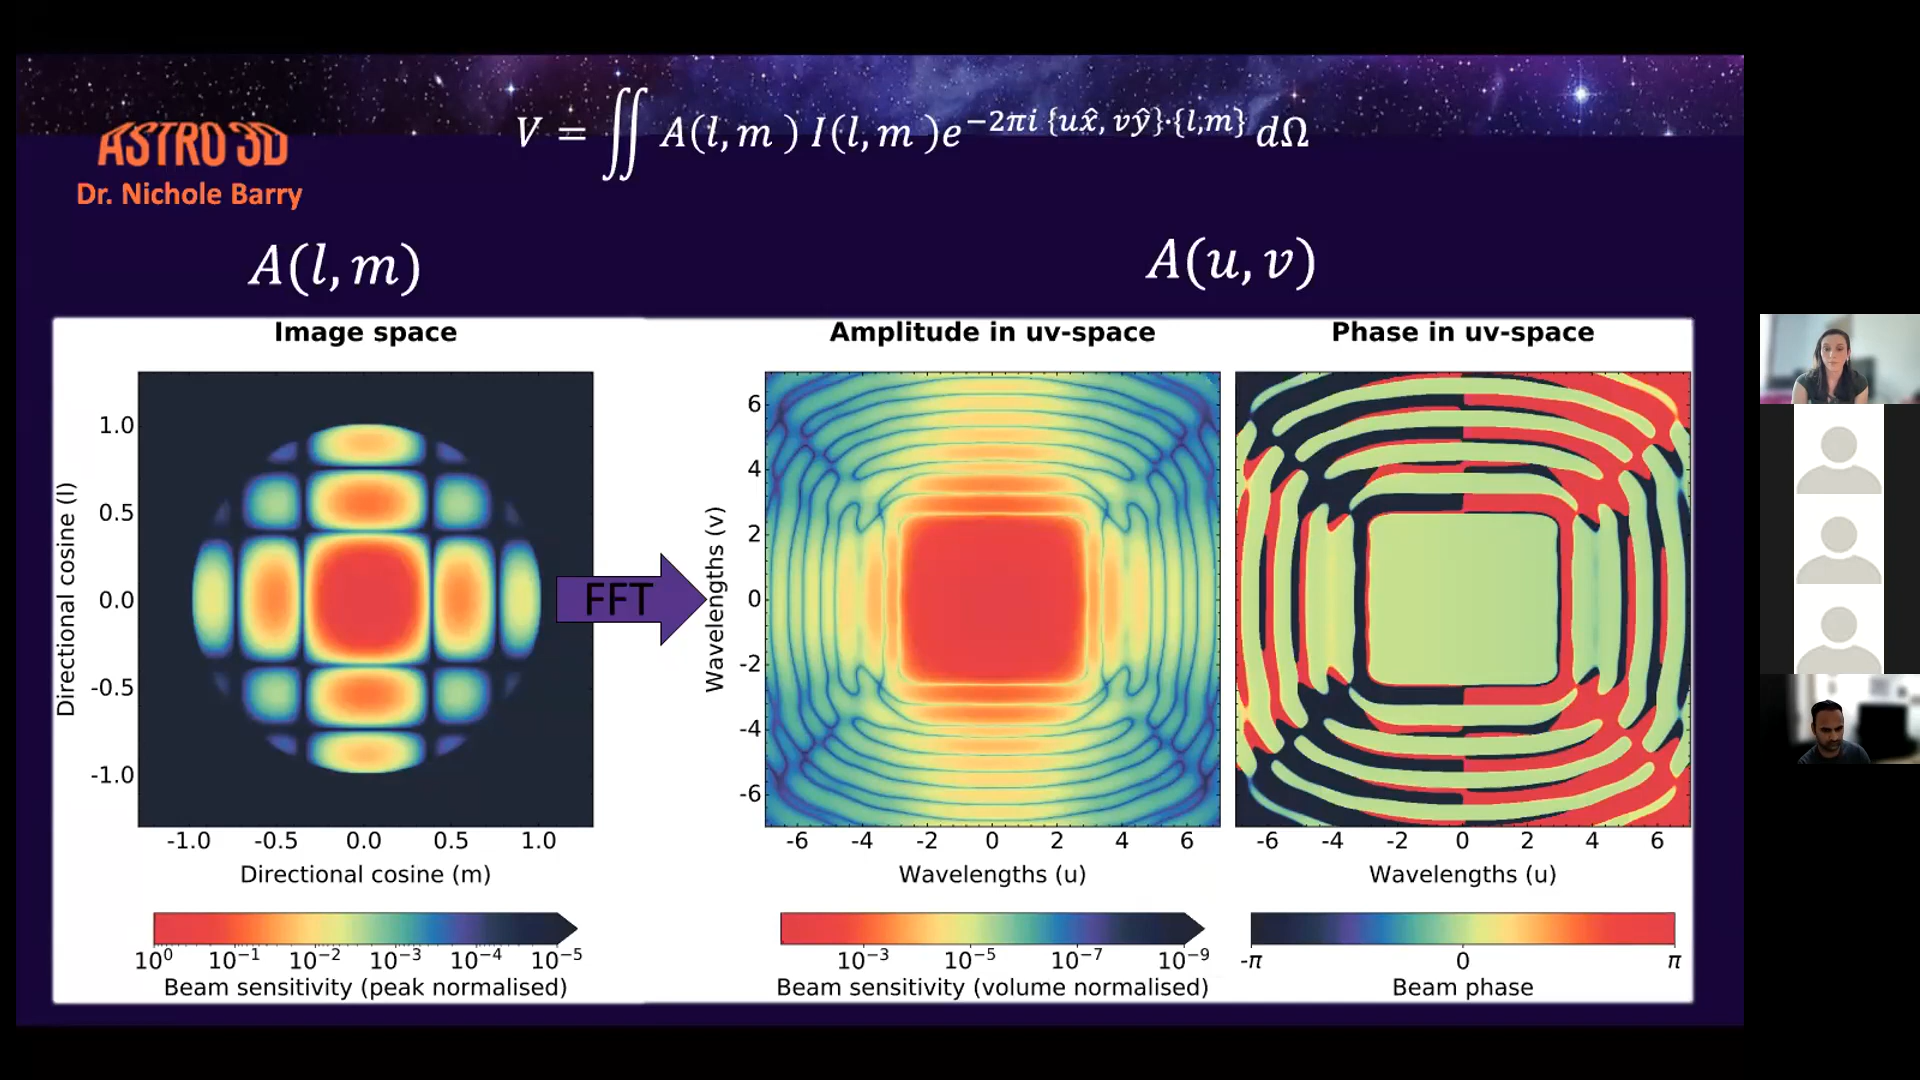 V = ∬ A(l, m ) I(l, m )e^{−2πi {ux̂, vŷ}·{l,m}} dΩ
ASTRO 3D
Dr. Nichole Barry
A(l, m)
A(u, v)
Image space
Amplitude in uv-space
Phase in uv-space
Directional cosine (l)
1.0
0.5
0.0
-0.5
-1.0
-1.0 -0.5 0.0 0.5 1.0
Directional cosine (m)
10^0 10^-1 10^-2 10^-3 10^-4 10^-5
Beam sensitivity (peak normalised)
FFT
Wavelengths (v)
6
4
2
0
-2
-4
-6
-6 -4 -2 0 2 4 6
Wavelengths (u)
10^-3 10^-5 10^-7 10^-9
Beam sensitivity (volume normalised)
-6 -4 -2 0 2 4 6
Wavelengths (u)
-π 0 π
Beam phase